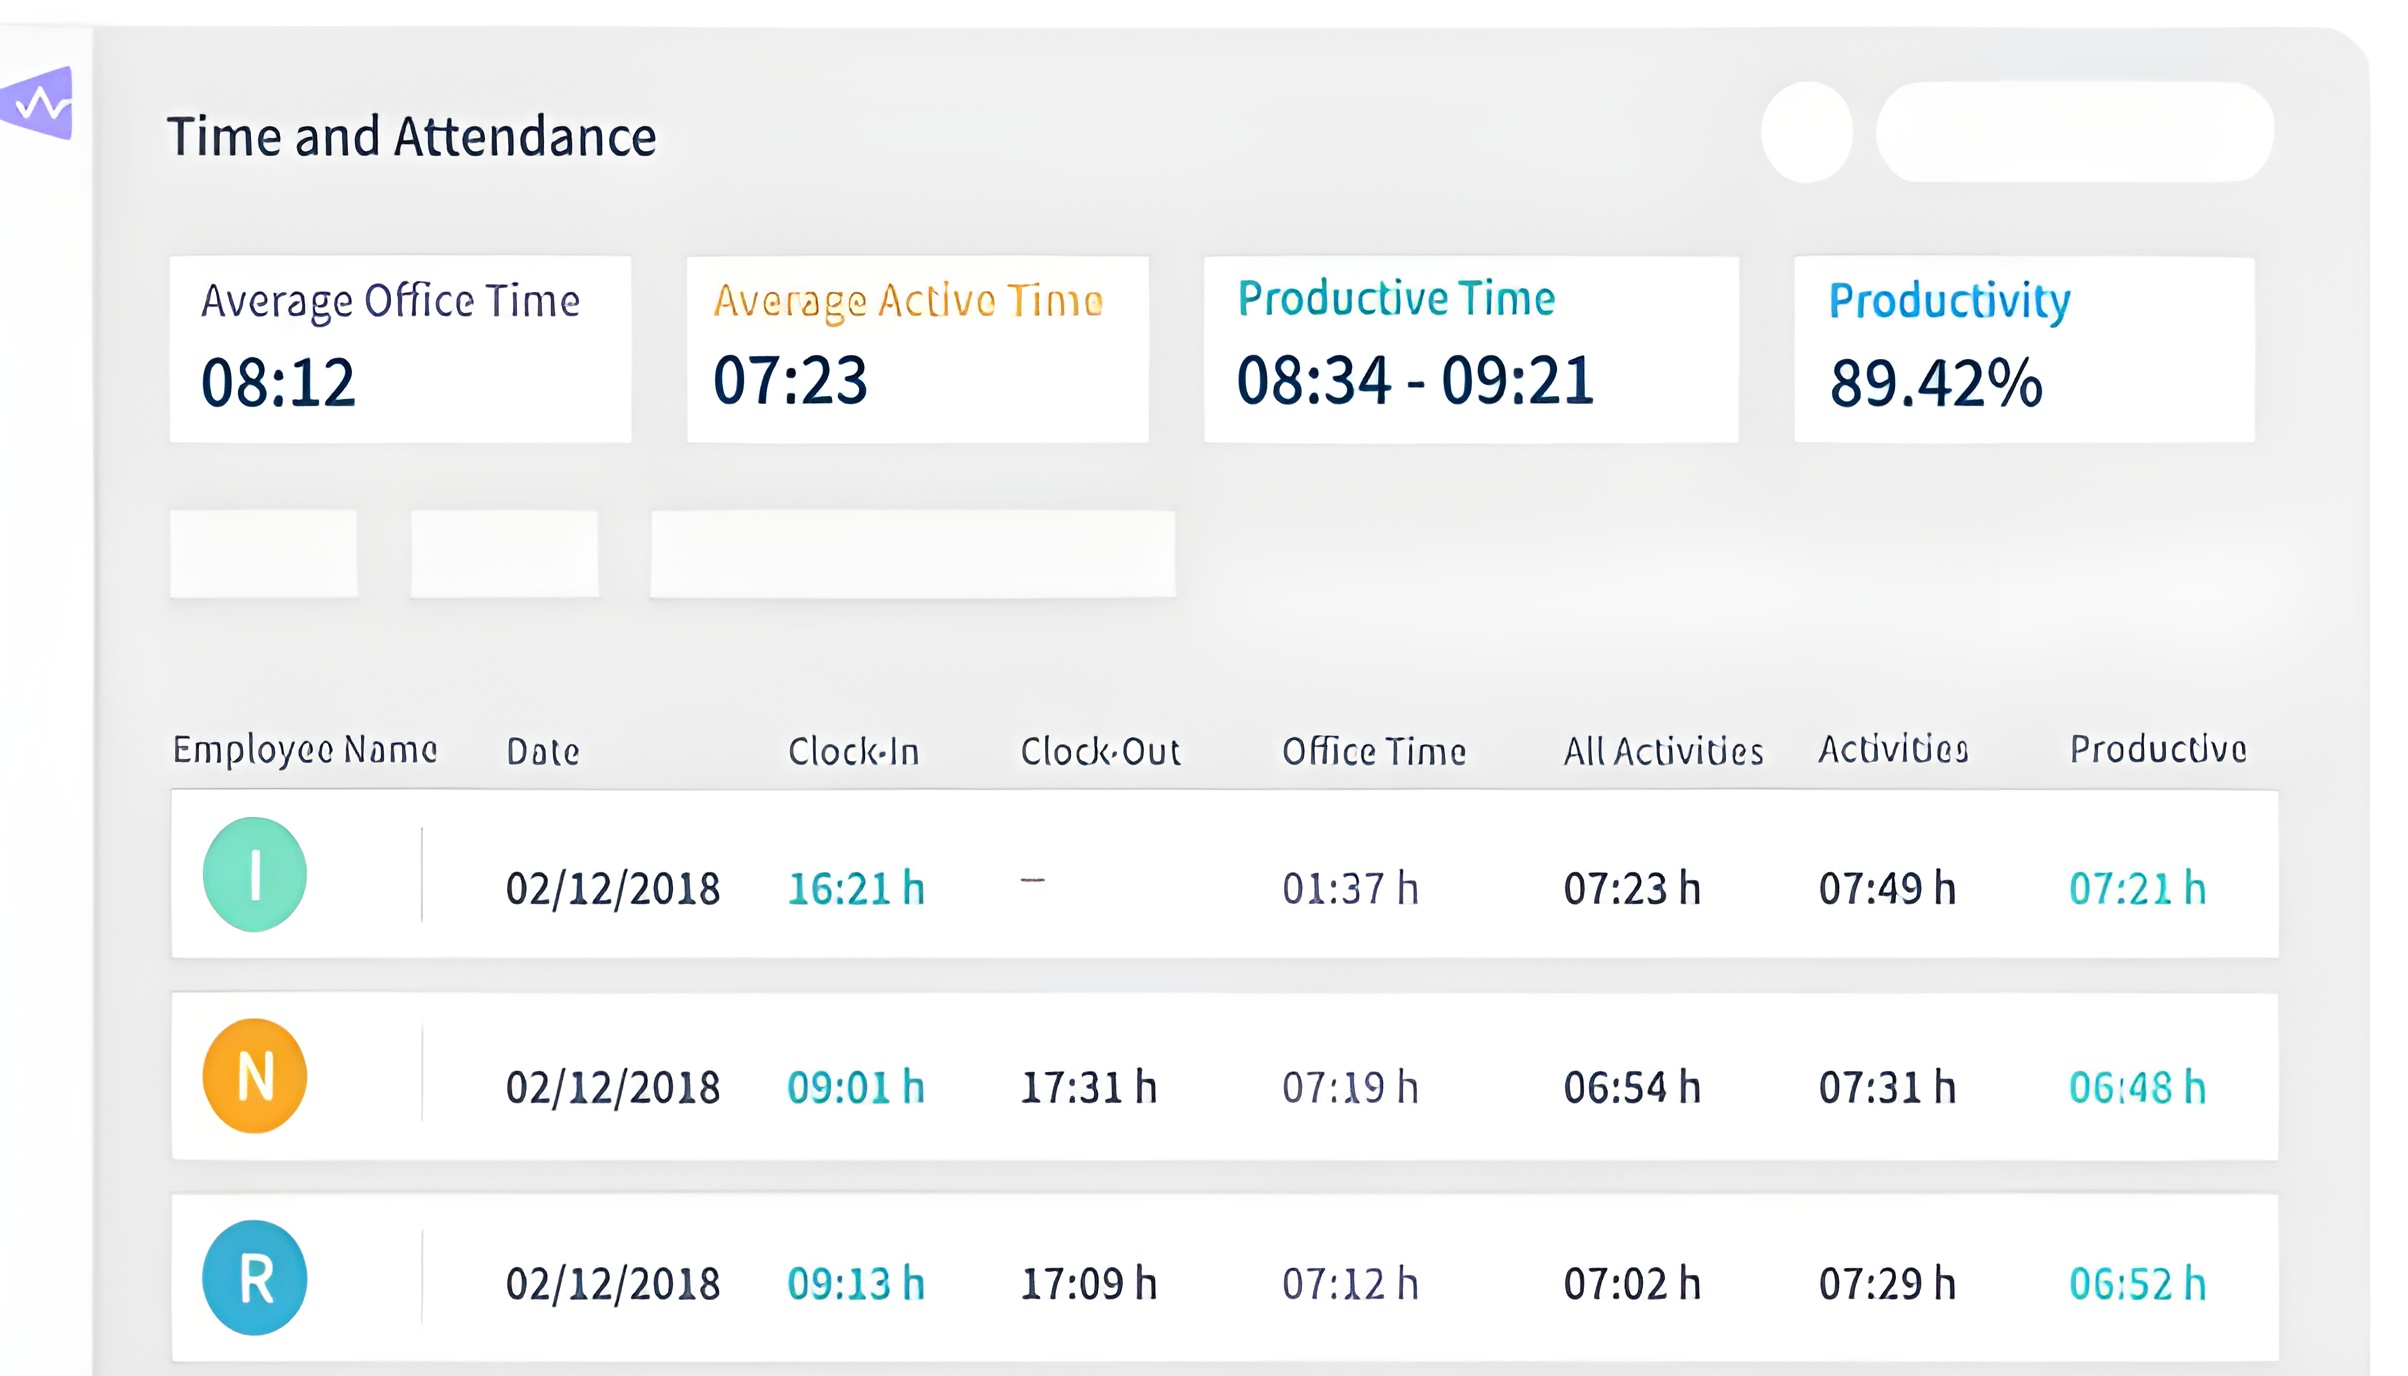 Time and Attendance
Average Office Time
08:12
Average Active Time
07:23
Productive Time
08:34 - 09:21
Productivity
89.42%
Employee Name Date Clock-In Clock-Out Office Time All Activities Activities Productive
I 02/12/2018 16:21 h – 01:37 h 07:23 h 07:49 h 07:21 h
N 02/12/2018 09:01 h 17:31 h 07:19 h 06:54 h 07:31 h 06:48 h
R 02/12/2018 09:13 h 17:09 h 07:12 h 07:02 h 07:29 h 06:52 h